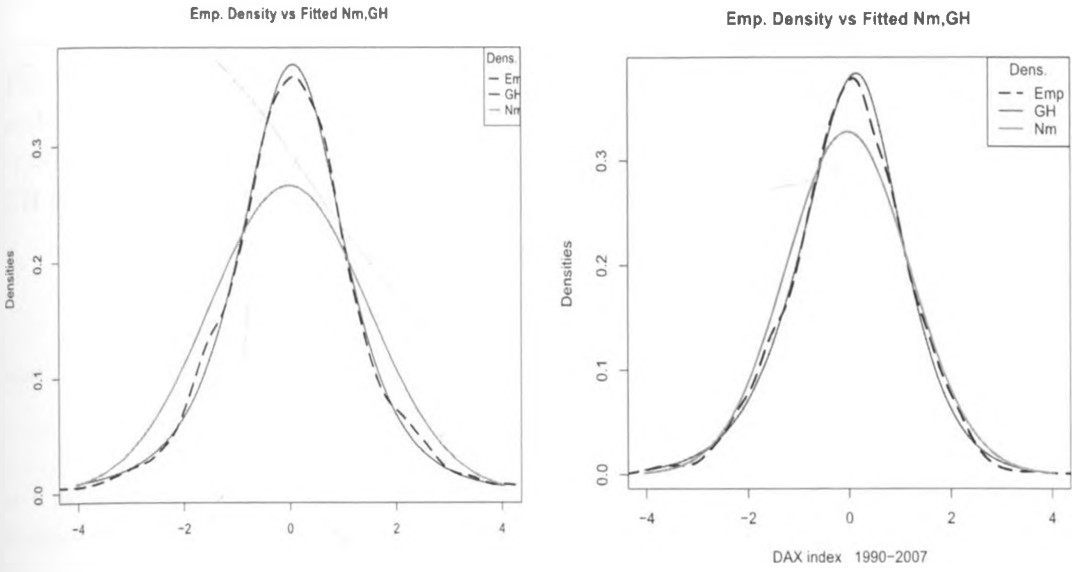 Emp. Density vs Fitted Nm,GH
Dens.
Em
GH
Nm
Densities
0.0
0.1
0.2
0.3
−4
−2
0
2
4
Emp. Density vs Fitted Nm,GH
Dens.
Emp
GH
Nm
Densities
0.0
0.1
0.2
0.3
−4
−2
0
2
4
DAX index 1990−2007